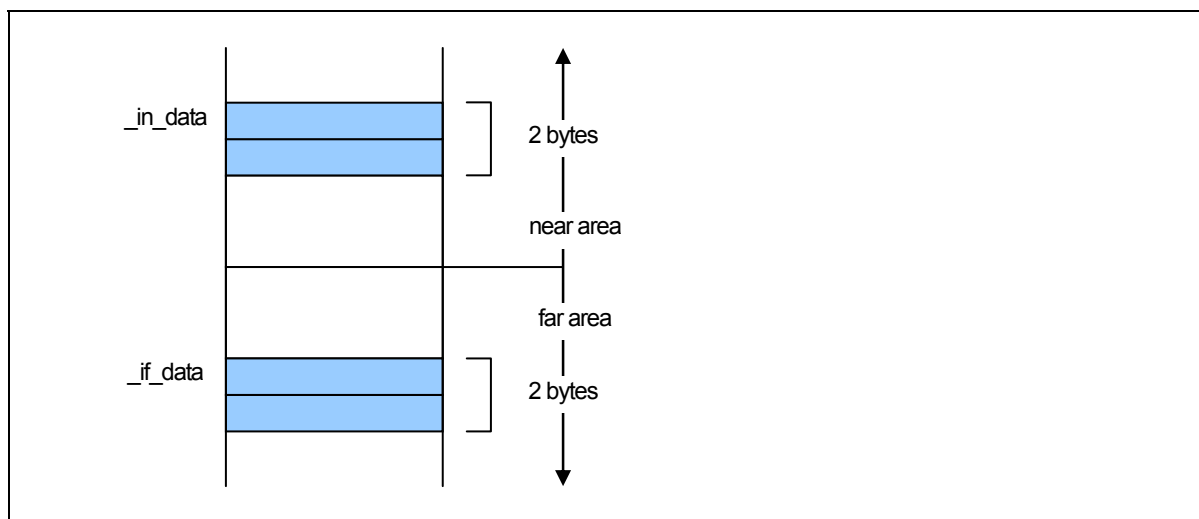 _in_data
2 bytes
near area
far area
_if_data
2 bytes